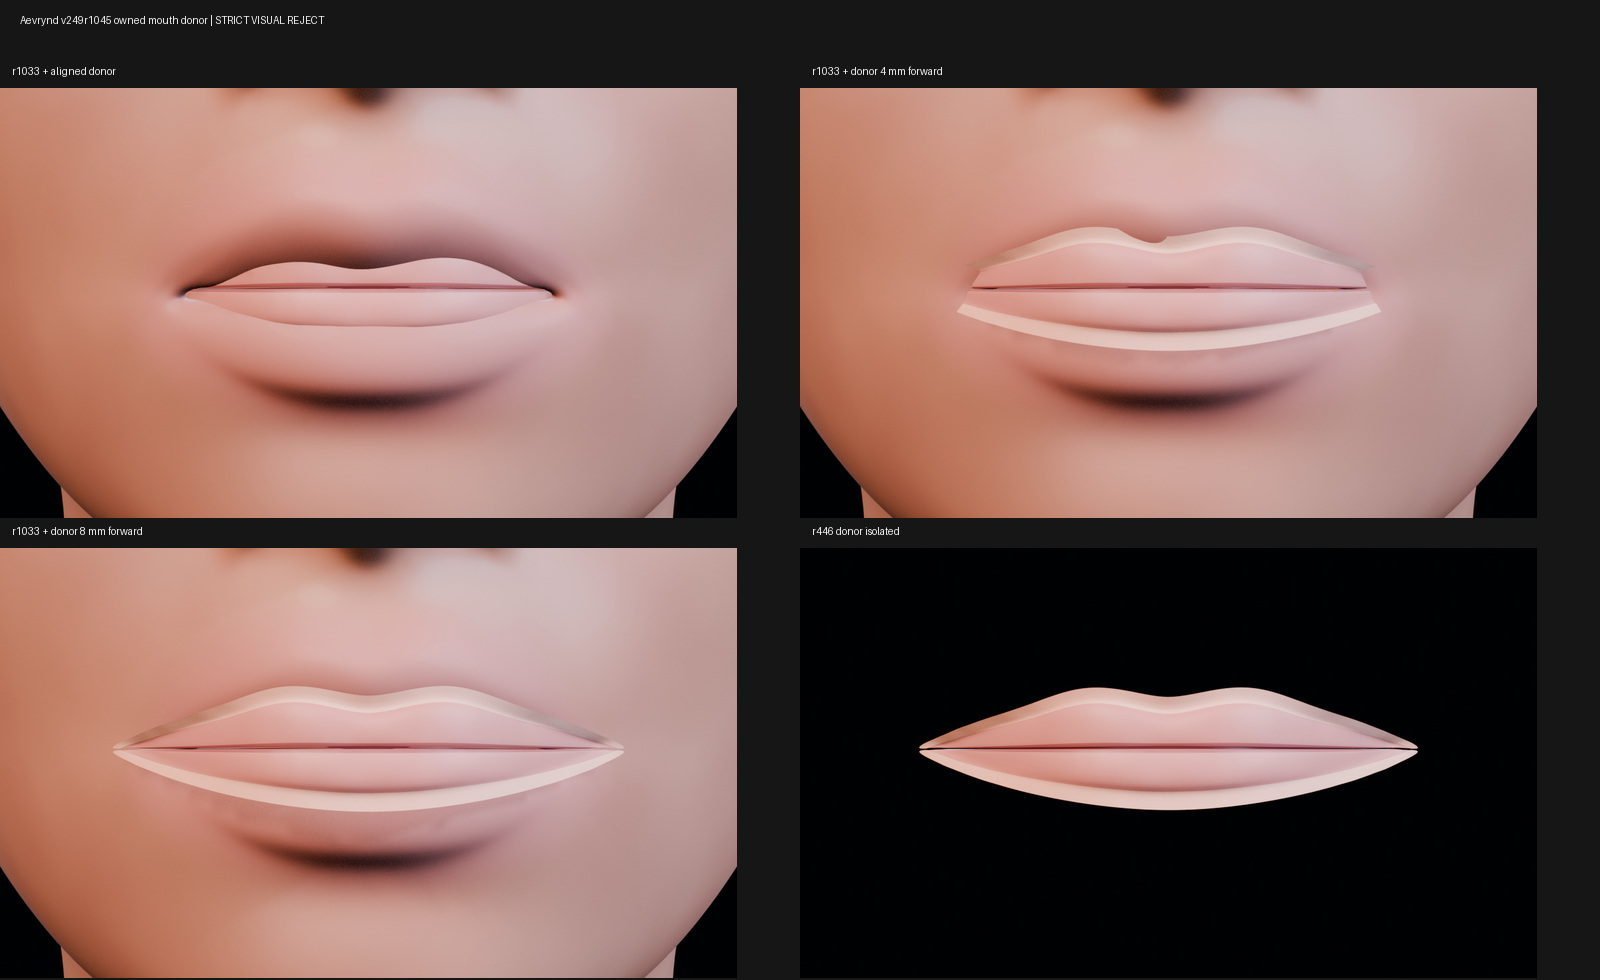 Aevrynd v249r1045 owned mouth donor | STRICT VISUAL REJECT
r1033 + aligned donor
r1033 + donor 4 mm forward
r1033 + donor 8 mm forward
r446 donor isolated